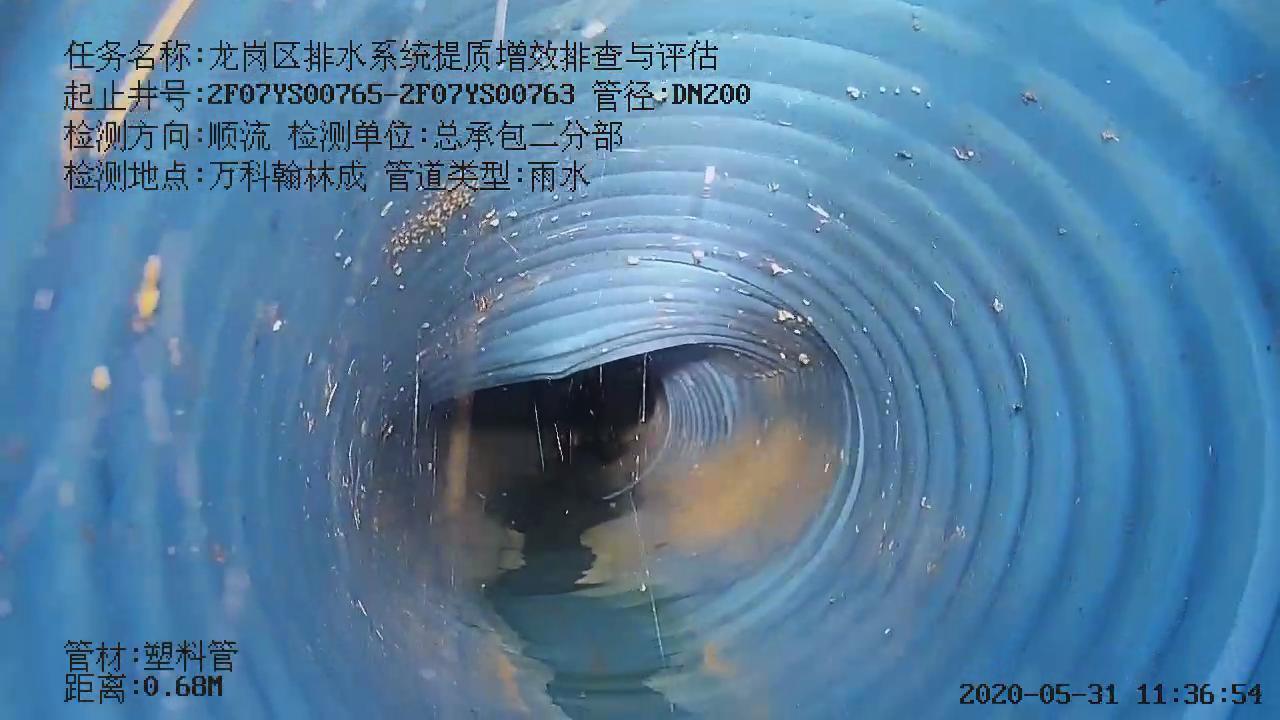 任务名称:龙岗区排水系统提质增效排查与评估
起止井号:2F07YS00765-2F07YS00763 管径:DN200
检测方向:顺流 检测单位:总承包二分部
检测地点:万科翰林成 管道类型:雨水
管材:塑料管
距离:0.68M
2020-05-31 11:36:54